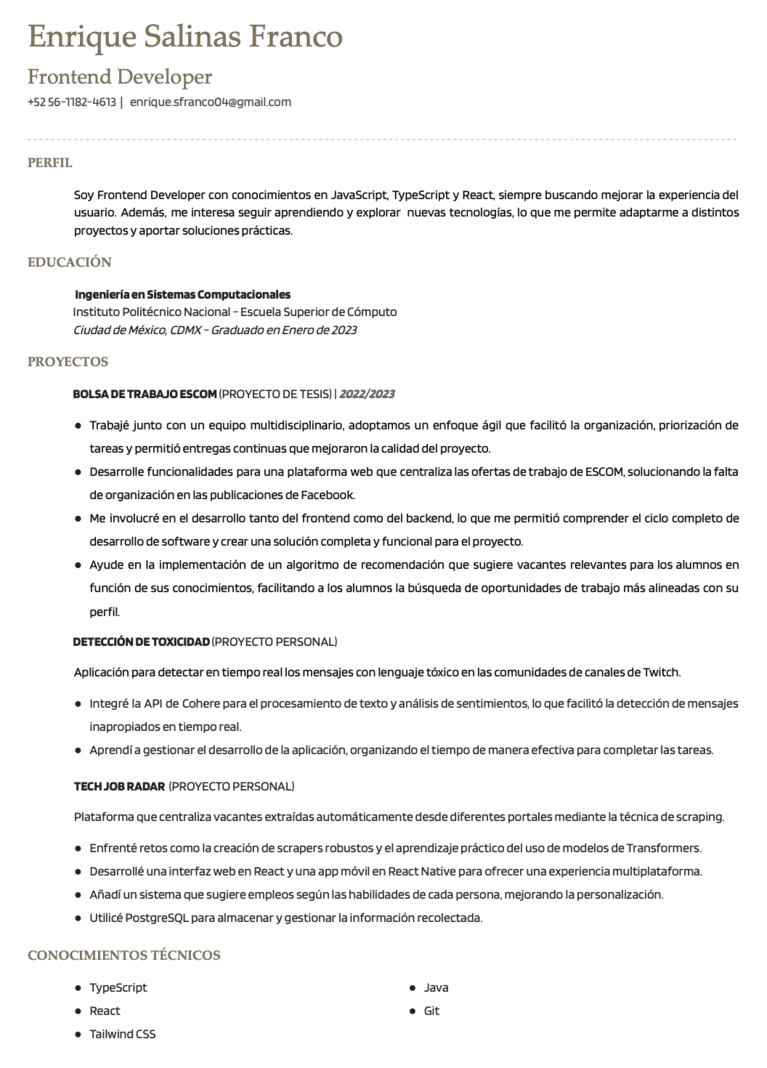 Enrique Salinas Franco
Frontend Developer
+52 56-1182-4613 | enrique.sfranco04@gmail.com
PERFIL
Soy Frontend Developer con conocimientos en JavaScript, TypeScript y React, siempre buscando mejorar la experiencia del
usuario. Además, me interesa seguir aprendiendo y explorar nuevas tecnologías, lo que me permite adaptarme a distintos
proyectos y aportar soluciones prácticas.
EDUCACIÓN
Ingeniería en Sistemas Computacionales
Instituto Politécnico Nacional - Escuela Superior de Cómputo
Ciudad de México, CDMX - Graduado en Enero de 2023
PROYECTOS
BOLSA DE TRABAJO ESCOM (PROYECTO DE TESIS) | 2022/2023
● Trabajé junto con un equipo multidisciplinario, adoptamos un enfoque ágil que facilitó la organización, priorización de
tareas y permitió entregas continuas que mejoraron la calidad del proyecto.
● Desarrolle funcionalidades para una plataforma web que centraliza las ofertas de trabajo de ESCOM, solucionando la falta
de organización en las publicaciones de Facebook.
● Me involucré en el desarrollo tanto del frontend como del backend, lo que me permitió comprender el ciclo completo de
desarrollo de software y crear una solución completa y funcional para el proyecto.
● Ayude en la implementación de un algoritmo de recomendación que sugiere vacantes relevantes para los alumnos en
función de sus conocimientos, facilitando a los alumnos la búsqueda de oportunidades de trabajo más alineadas con su
perfil.
DETECCIÓN DE TOXICIDAD (PROYECTO PERSONAL)
Aplicación para detectar en tiempo real los mensajes con lenguaje tóxico en las comunidades de canales de Twitch.
● Integré la API de Cohere para el procesamiento de texto y análisis de sentimientos, lo que facilitó la detección de mensajes
inapropiados en tiempo real.
● Aprendí a gestionar el desarrollo de la aplicación, organizando el tiempo de manera efectiva para completar las tareas.
TECH JOB RADAR (PROYECTO PERSONAL)
Plataforma que centraliza vacantes extraídas automáticamente desde diferentes portales mediante la técnica de scraping.
● Enfrenté retos como la creación de scrapers robustos y el aprendizaje práctico del uso de modelos de Transformers.
● Desarrollé una interfaz web en React y una app móvil en React Native para ofrecer una experiencia multiplataforma.
● Añadí un sistema que sugiere empleos según las habilidades de cada persona, mejorando la personalización.
● Utilicé PostgreSQL para almacenar y gestionar la información recolectada.
CONOCIMIENTOS TÉCNICOS
● TypeScript
● React
● Tailwind CSS
● Java
● Git